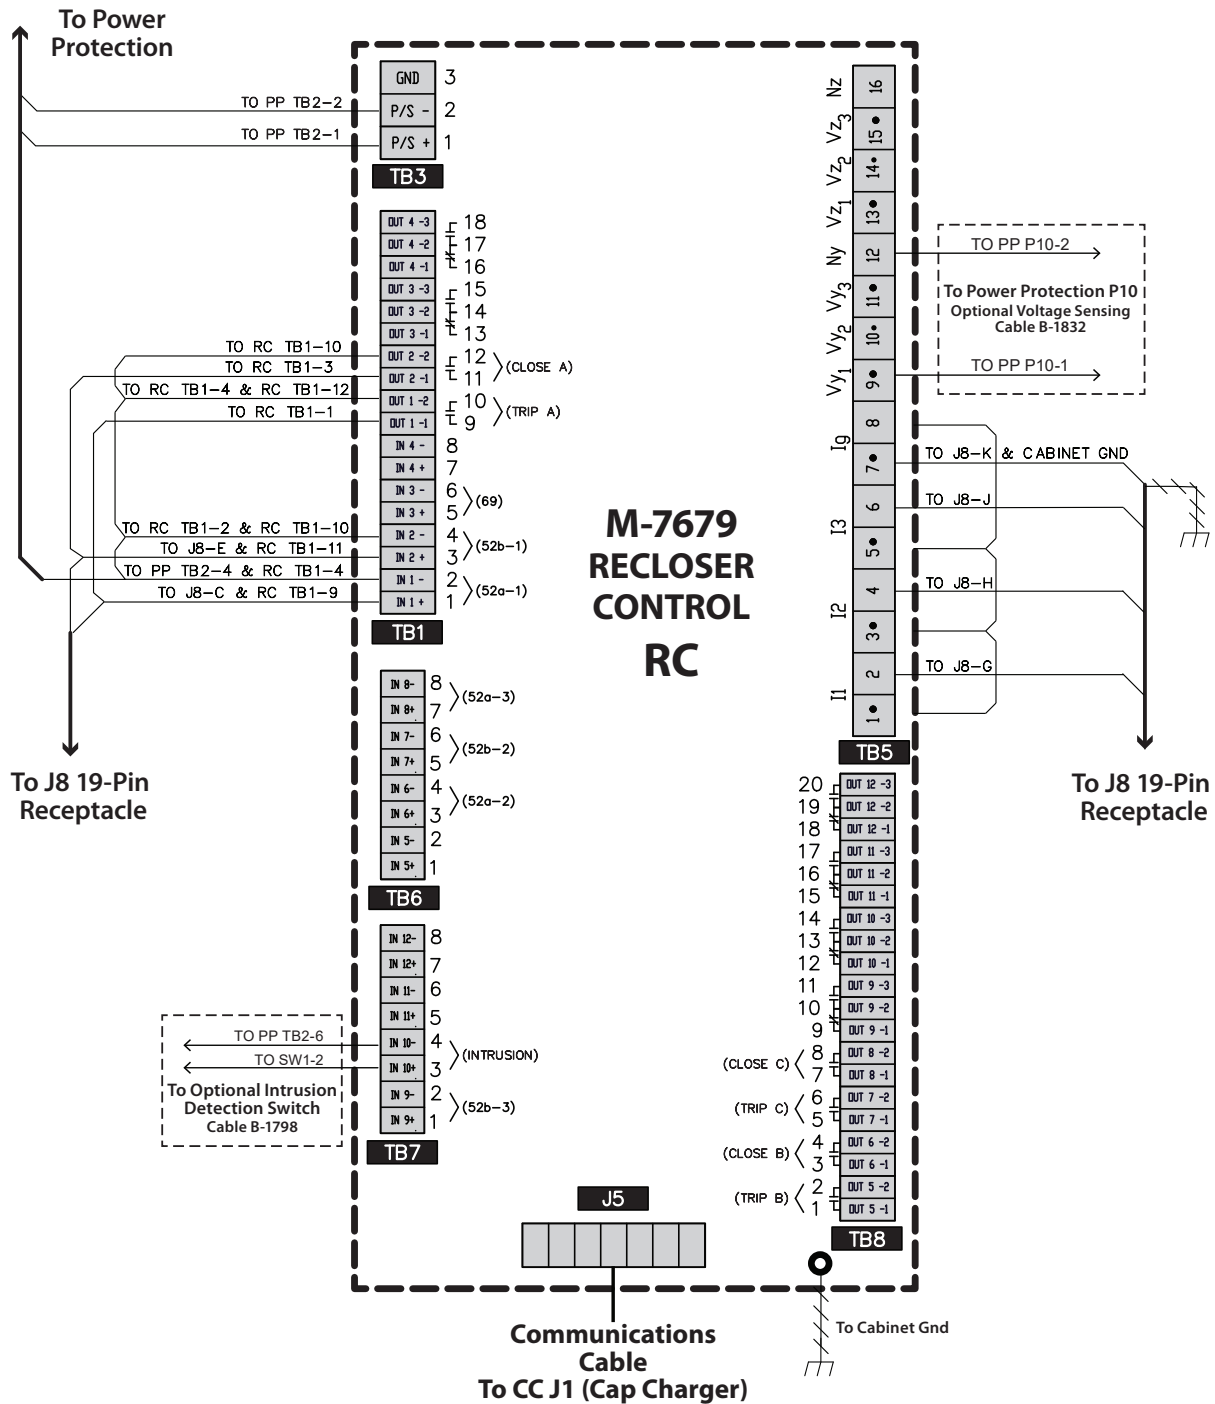 To Power
Protection
TO PP TB2-2
TO PP TB2-1
GND 3
P/S - 2
P/S + 1
TB3
OUT 4 -3 18
OUT 4 -2 17
OUT 4 -1 16
OUT 3 -3 15
OUT 3 -2 14
OUT 3 -1 13
OUT 2 -2 12
OUT 2 -1 11
(CLOSE A)
OUT 1 -2 10
OUT 1 -1 9
(TRIP A)
IN 4 - 8
IN 4 + 7
IN 3 - 6
IN 3 + 5
(69)
IN 2 - 4
IN 2 + 3
(52b-1)
IN 1 - 2
IN 1 + 1
(52a-1)
TB1
TO RC TB1-10
TO RC TB1-3
TO RC TB1-4 & RC TB1-12
TO RC TB1-1
TO RC TB1-2 & RC TB1-10
TO J8-E & RC TB1-11
TO PP TB2-4 & RC TB1-4
TO J8-C & RC TB1-9
To J8 19-Pin
Receptacle
IN 8- 8
IN 8+ 7
(52a-3)
IN 7- 6
IN 7+ 5
(52b-2)
IN 6- 4
IN 6+ 3
(52a-2)
IN 5- 2
IN 5+ 1
TB6
IN 12- 8
IN 12+ 7
IN 11- 6
IN 11+ 5
IN 10- 4
IN 10+ 3
(INTRUSION)
IN 9- 2
IN 9+ 1
(52b-3)
TB7
TO PP TB2-6
TO SW1-2
To Optional Intrusion
Detection Switch
Cable B-1798
M-7679
RECLOSER
CONTROL
RC
Nz 16
Vz3 15
Vz2 14
Vz1 13
Ny 12
Vy3 11
Vy2 10
Vy1 9
8
Ig
7
6
I3
5
4
I2
3
2
I1
1
TB5
TO PP P10-2
To Power Protection P10
Optional Voltage Sensing
Cable B-1832
TO PP P10-1
TO J8-K & CABINET GND
TO J8-J
TO J8-H
TO J8-G
To J8 19-Pin
Receptacle
20 OUT 12 -3
19 OUT 12 -2
18 OUT 12 -1
17 OUT 11 -3
16 OUT 11 -2
15 OUT 11 -1
14 OUT 10 -3
13 OUT 10 -2
12 OUT 10 -1
11 OUT 9 -3
10 OUT 9 -2
9 OUT 9 -1
(CLOSE C)
8 OUT 8 -2
7 OUT 8 -1
(TRIP C)
6 OUT 7 -2
5 OUT 7 -1
(CLOSE B)
4 OUT 6 -2
3 OUT 6 -1
(TRIP B)
2 OUT 5 -2
1 OUT 5 -1
TB8
J5
To Cabinet Gnd
Communications
Cable
To CC J1 (Cap Charger)